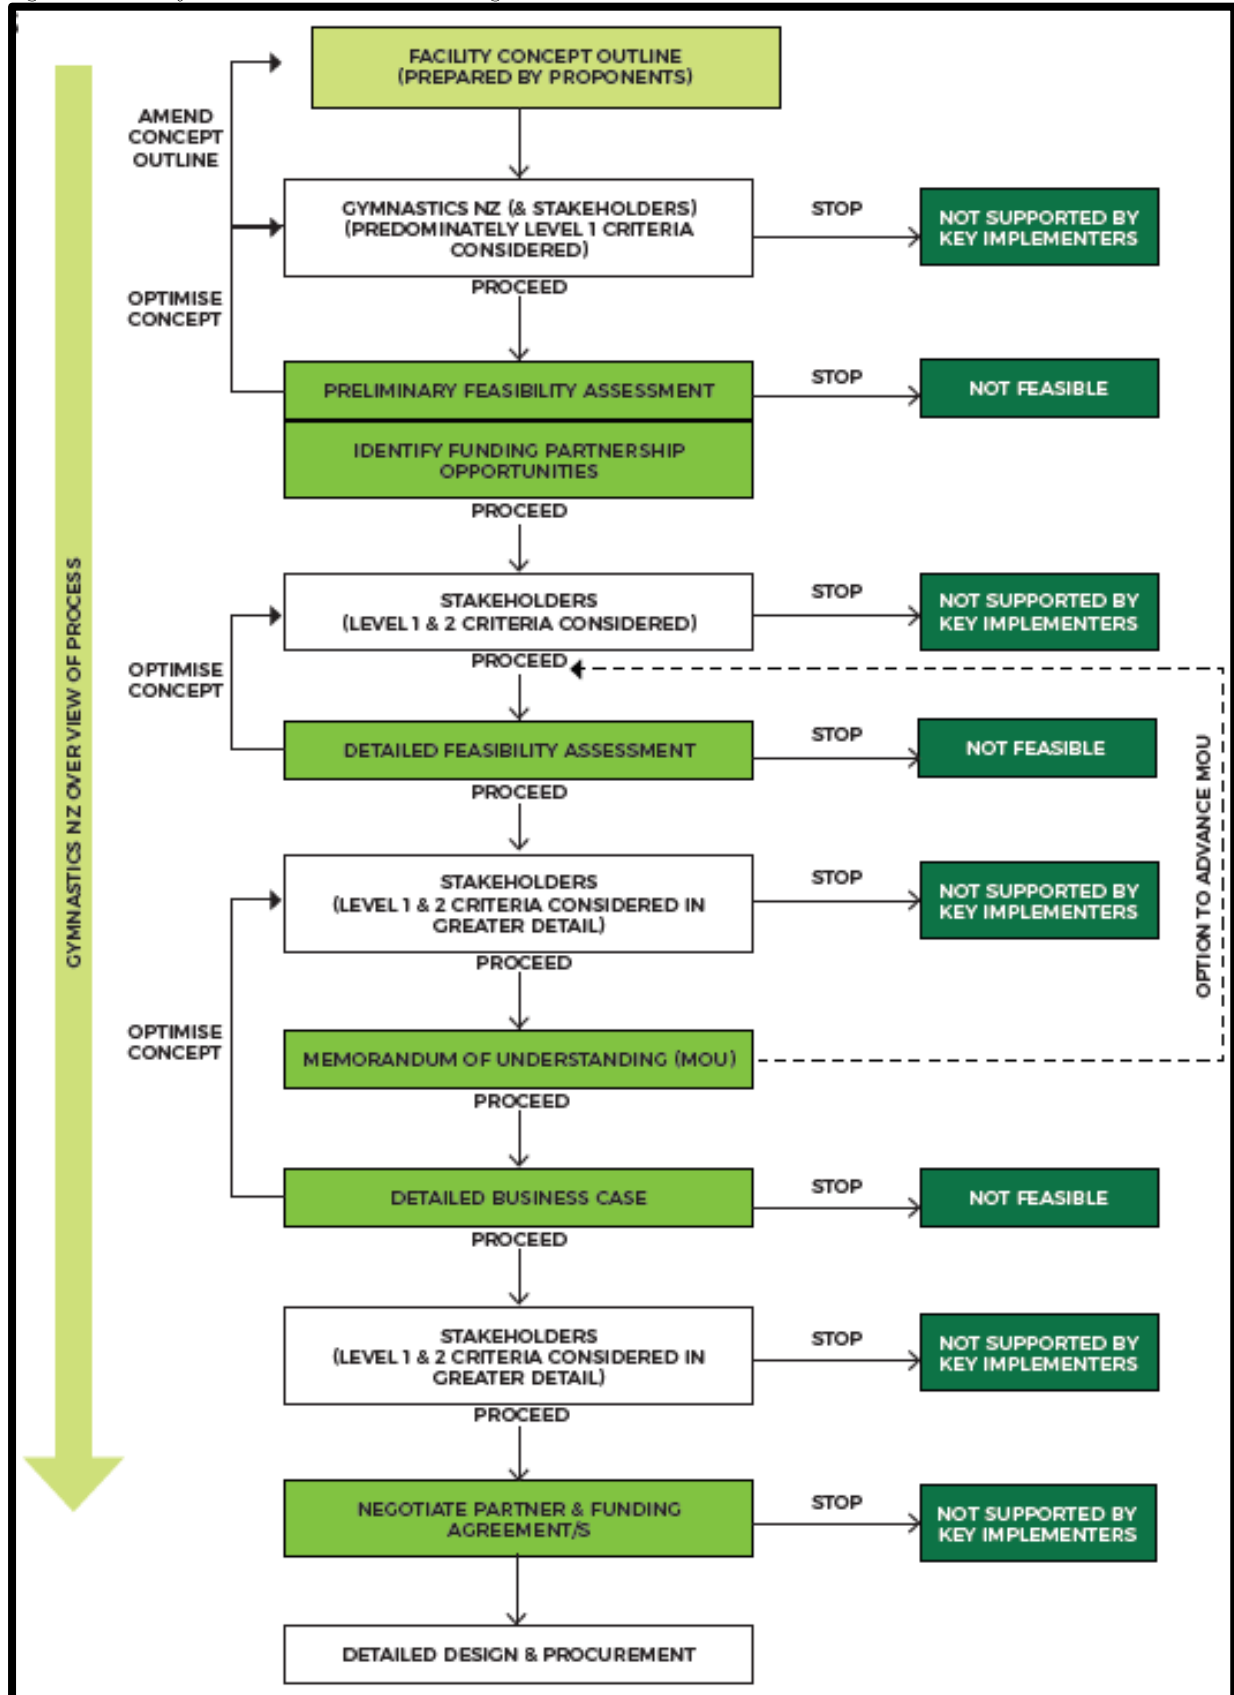 FACILITY CONCEPT OUTLINE
(PREPARED BY PROPONENTS)
AMEND
CONCEPT
OUTLINE
GYMNASTICS NZ (& STAKEHOLDERS)
(PREDOMINATELY LEVEL 1 CRITERIA
CONSIDERED)
STOP
NOT SUPPORTED BY
KEY IMPLEMENTERS
PROCEED
OPTIMISE
CONCEPT
PRELIMINARY FEASIBILITY ASSESSMENT
STOP
NOT FEASIBLE
IDENTIFY FUNDING PARTNERSHIP
OPPORTUNITIES
PROCEED
STAKEHOLDERS
(LEVEL 1 & 2 CRITERIA CONSIDERED)
STOP
NOT SUPPORTED BY
KEY IMPLEMENTERS
PROCEED
OPTIMISE
CONCEPT
DETAILED FEASIBILITY ASSESSMENT
STOP
NOT FEASIBLE
PROCEED
GYMNASTICS NZ OVERVIEW OF PROCESS
OPTION TO ADVANCE MOU
STAKEHOLDERS
(LEVEL 1 & 2 CRITERIA CONSIDERED IN
GREATER DETAIL)
STOP
NOT SUPPORTED BY
KEY IMPLEMENTERS
PROCEED
OPTIMISE
CONCEPT
MEMORANDUM OF UNDERSTANDING (MOU)
PROCEED
DETAILED BUSINESS CASE
STOP
NOT FEASIBLE
PROCEED
STAKEHOLDERS
(LEVEL 1 & 2 CRITERIA CONSIDERED IN
GREATER DETAIL)
STOP
NOT SUPPORTED BY
KEY IMPLEMENTERS
PROCEED
NEGOTIATE PARTNER & FUNDING
AGREEMENT/S
STOP
NOT SUPPORTED BY
KEY IMPLEMENTERS
DETAILED DESIGN & PROCUREMENT